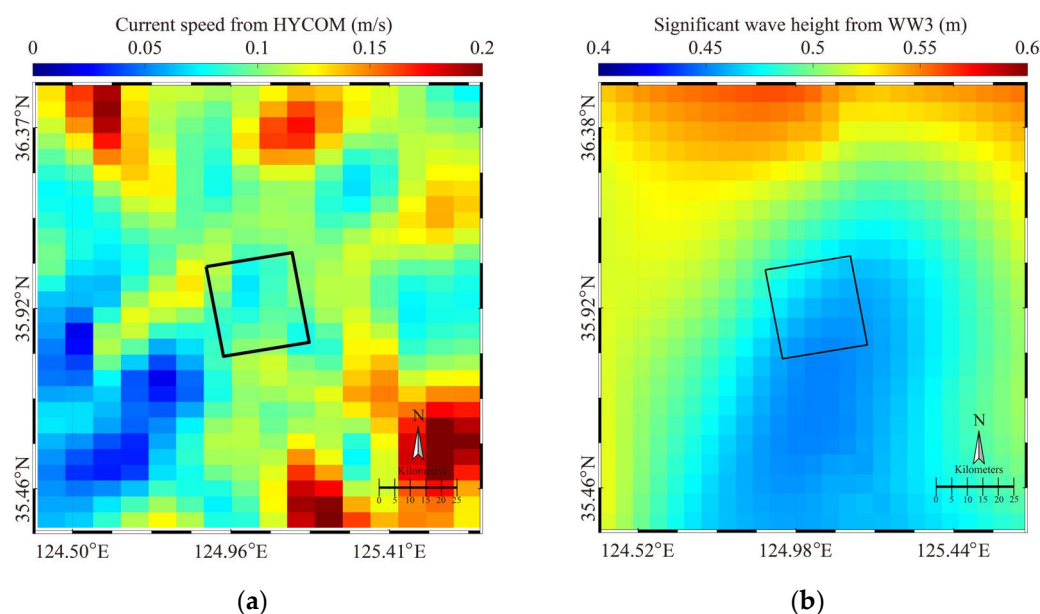 Current speed from HYCOM (m/s)
0 0.05 0.1 0.15 0.2
36.37°N
35.92°N
35.46°N
N
Kilometers
0 5 10 15 20 25
124.50°E 124.96°E 125.41°E
(a)
Significant wave height from WW3 (m)
0.4 0.45 0.5 0.55 0.6
36.38°N
35.92°N
35.46°N
N
Kilometers
0 5 10 15 20 25
124.52°E 124.98°E 125.44°E
(b)